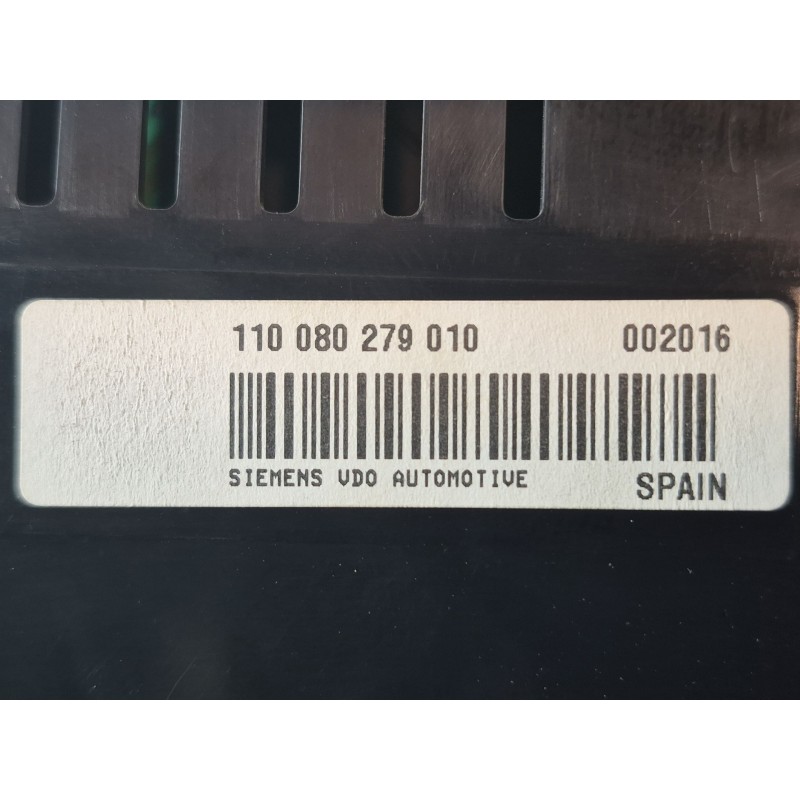 110 080 279 010 002016
SIEMENS VDO AUTOMOTIVE SPAIN